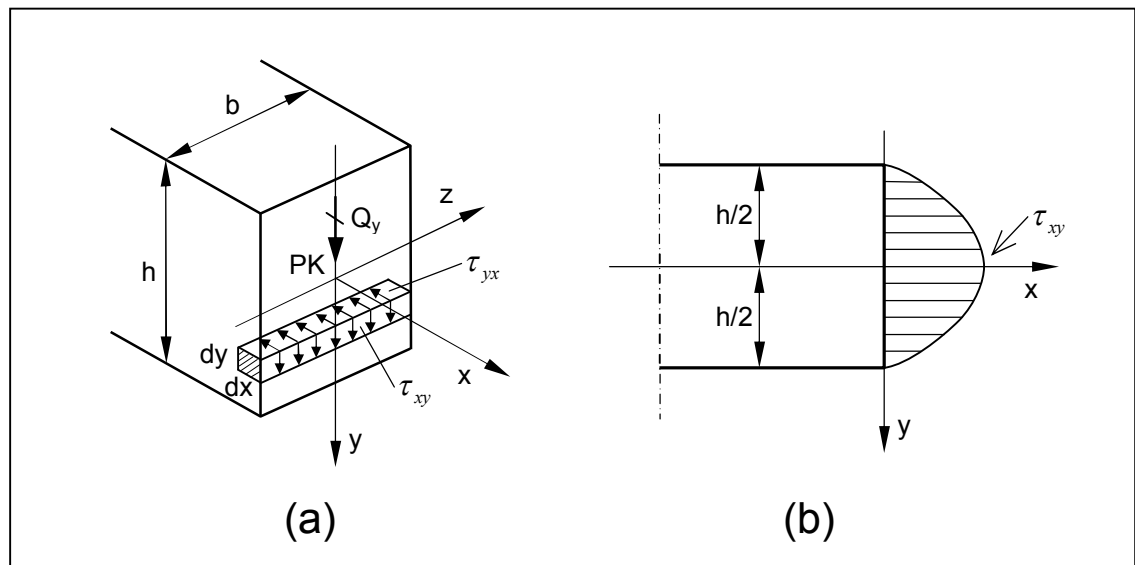 b
z
Q_y
PK
h
τ_yx
dy
dx
x
τ_xy
y
(a)
h/2
τ_xy
x
h/2
y
(b)